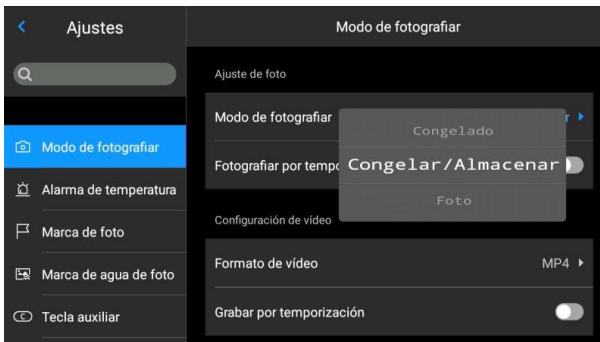 Ajustes
Modo de fotografiar
Alarma de temperatura
Marca de foto
Marca de agua de foto
Tecla auxiliar
Modo de fotografiar
Ajuste de foto
Modo de fotografiar
r
Congelado
Congelar/Almacenar
Foto
Fotografiar por tempo
Configuración de vídeo
Formato de vídeo MP4
Grabar por temporización